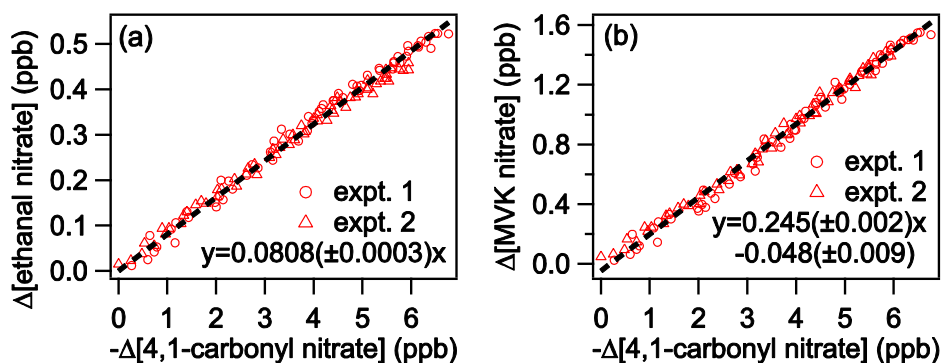 (a)
Δ[ethanal nitrate] (ppb)
0.5
0.4
0.3
0.2
0.1
0.0
expt. 1
expt. 2
y=0.0808(±0.0003)x
0 1 2 3 4 5 6
-Δ[4,1-carbonyl nitrate] (ppb)
(b)
Δ[MVK nitrate] (ppb)
1.6
1.2
0.8
0.4
0.0
expt. 1
expt. 2
y=0.245(±0.002)x
-0.048(±0.009)
0 1 2 3 4 5 6
-Δ[4,1-carbonyl nitrate] (ppb)